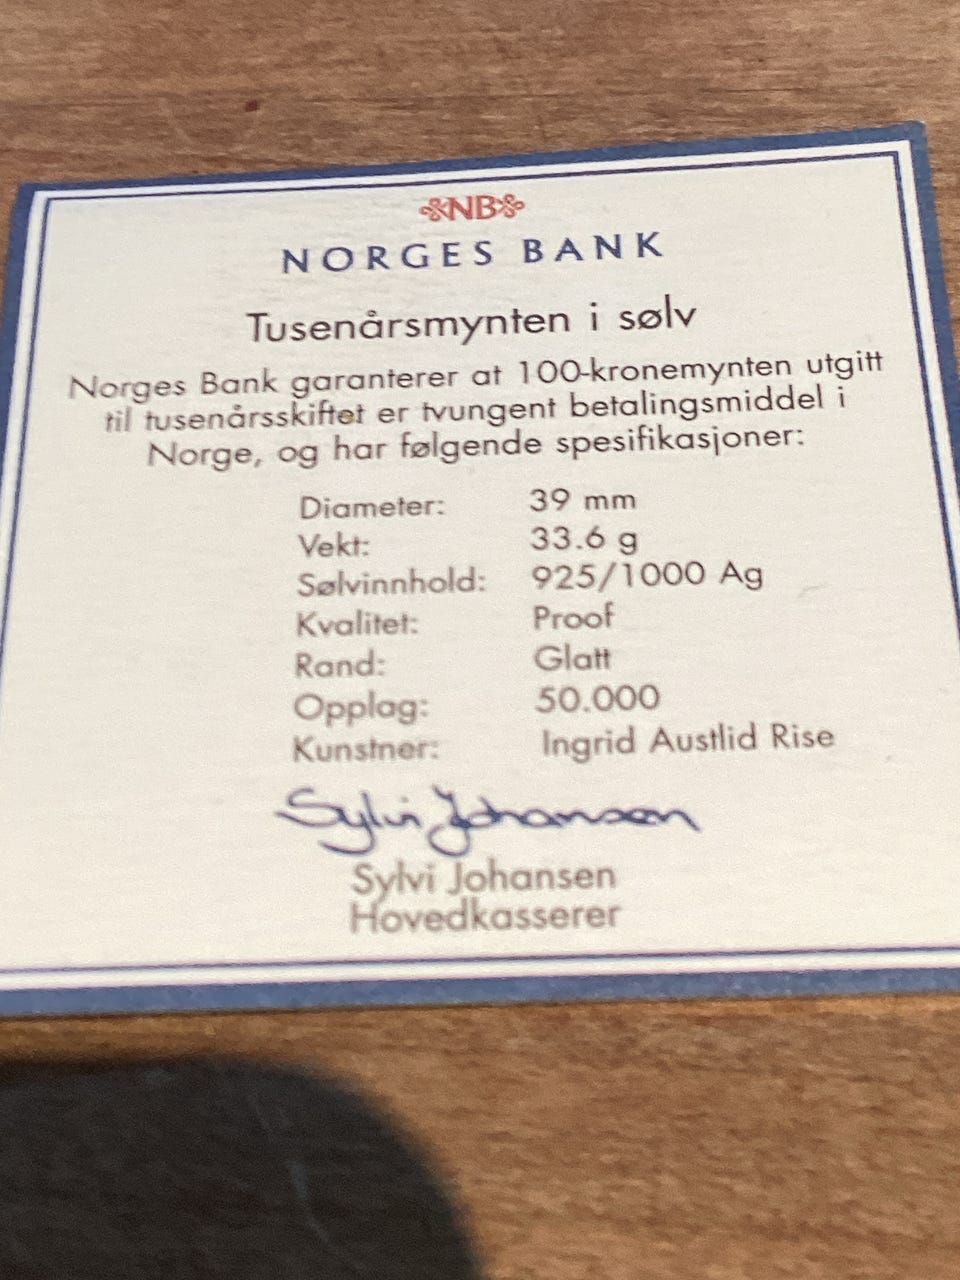 NB
NORGES BANK
Tusenårsmynten i sølv
Norges Bank garanterer at 100-kronemynten utgitt
til tusenårsskiftet er tvungent betalingsmiddel i
Norge, og har følgende spesifikasjoner:
Diameter: 39 mm
Vekt: 33.6 g
Sølvinnhold: 925/1000 Ag
Kvalitet: Proof
Rand: Glatt
Opplag: 50.000
Kunstner: Ingrid Austlid Rise
Sylvi Johansen
Sylvi Johansen
Hovedkasserer